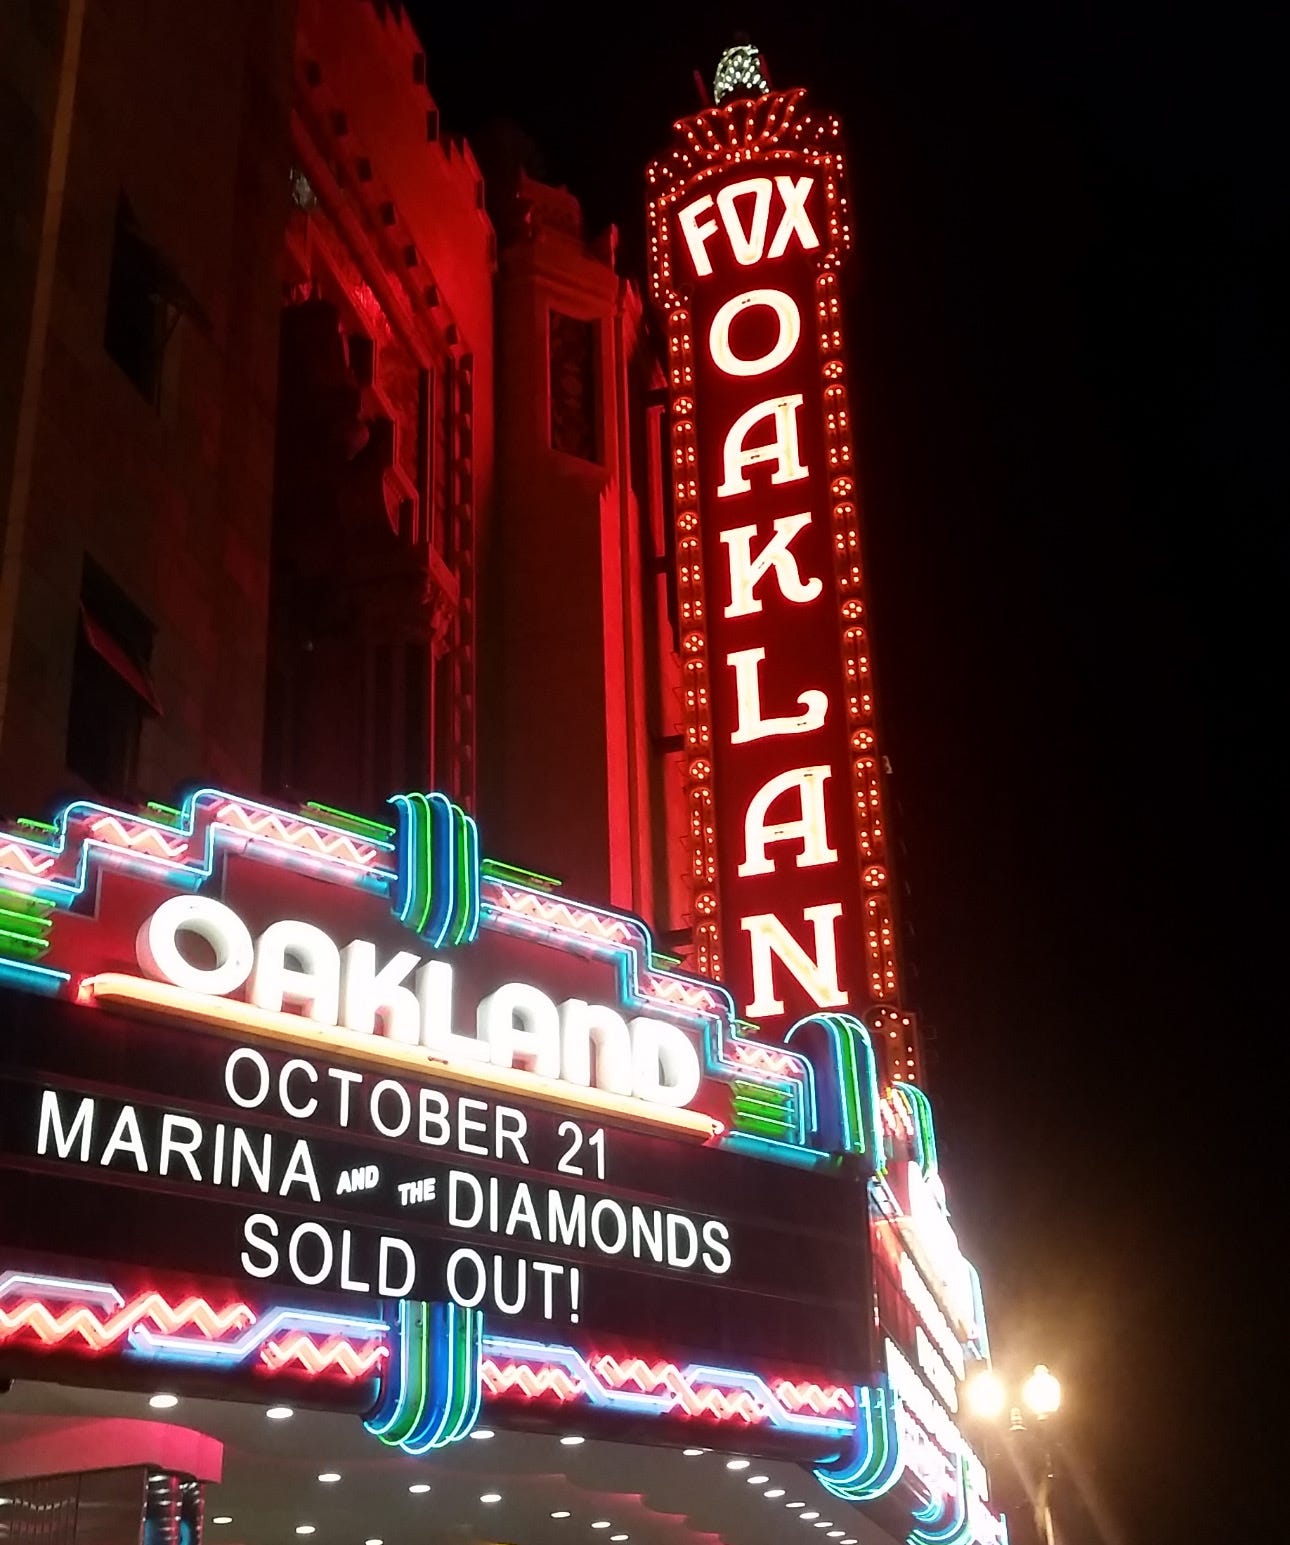 FOX
OAKLAN
OAKLAND
OCTOBER 21
MARINA AND THE DIAMONDS
SOLD OUT!